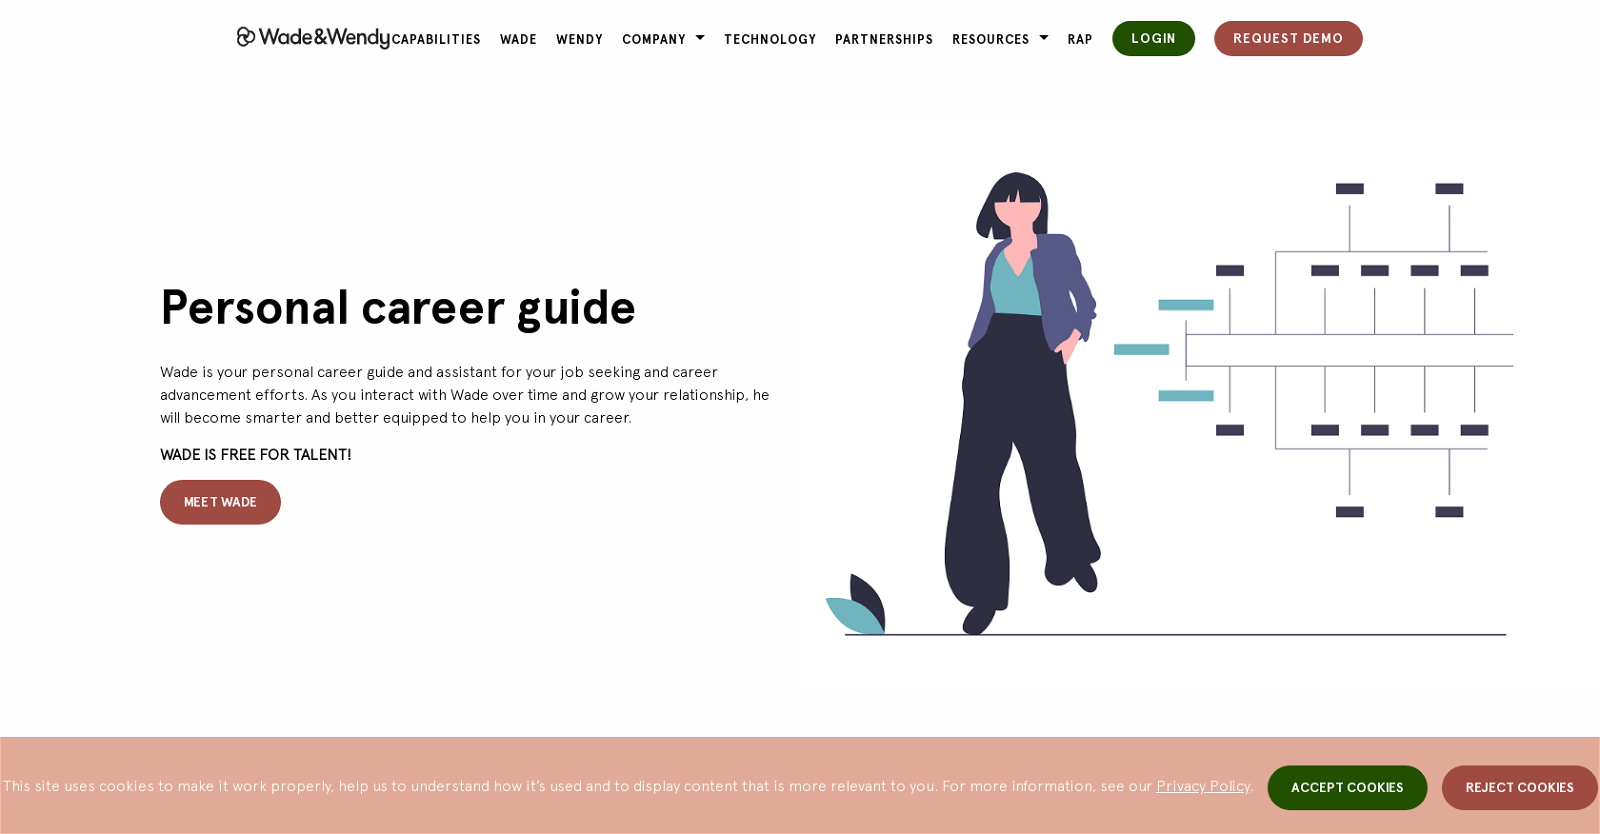 Wade&Wendy CAPABILITIES WADE WENDY COMPANY TECHNOLOGY PARTNERSHIPS RESOURCES RAP LOGIN REQUEST DEMO
Personal career guide
Wade is your personal career guide and assistant for your job seeking and career
advancement efforts. As you interact with Wade over time and grow your relationship, he
will become smarter and better equipped to help you in your career.
WADE IS FREE FOR TALENT!
MEET WADE
This site uses cookies to make it work properly, help us to understand how it's used and to display content that is more relevant to you. For more information, see our Privacy Policy. ACCEPT COOKIES REJECT COOKIES